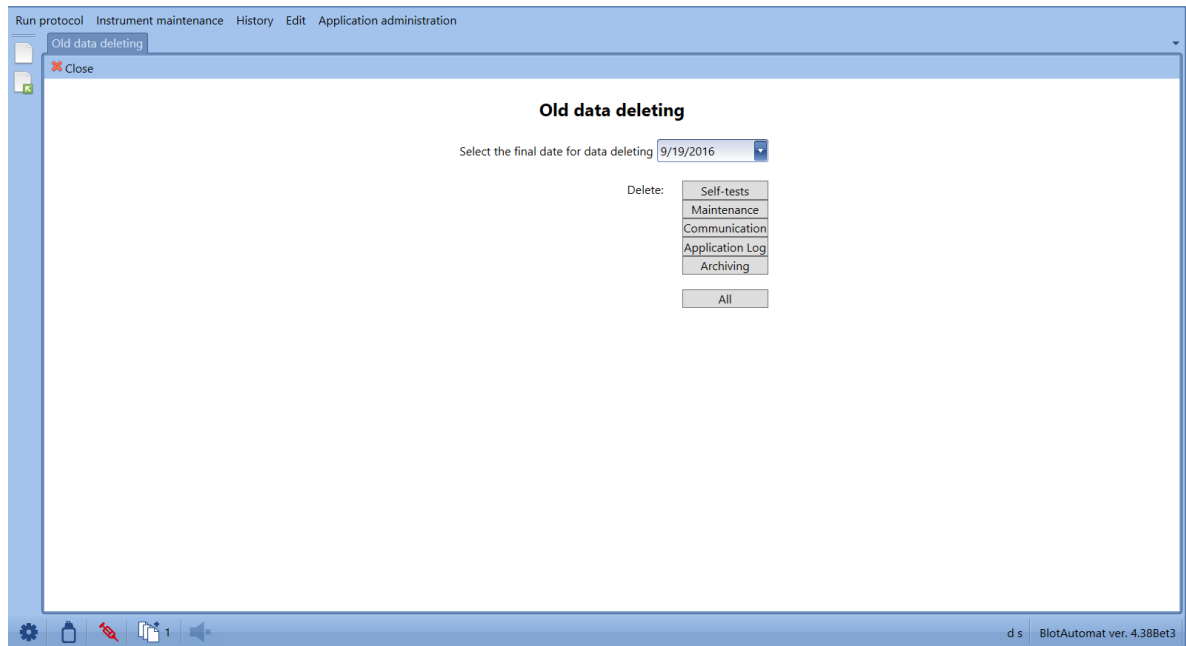 Run protocol Instrument maintenance History Edit Application administration
Old data deleting
Close
Old data deleting
Select the final date for data deleting 9/19/2016
Delete: Self-tests
Maintenance
Communication
Application Log
Archiving
All
1 d s BlotAutomat ver. 4.38Bet3